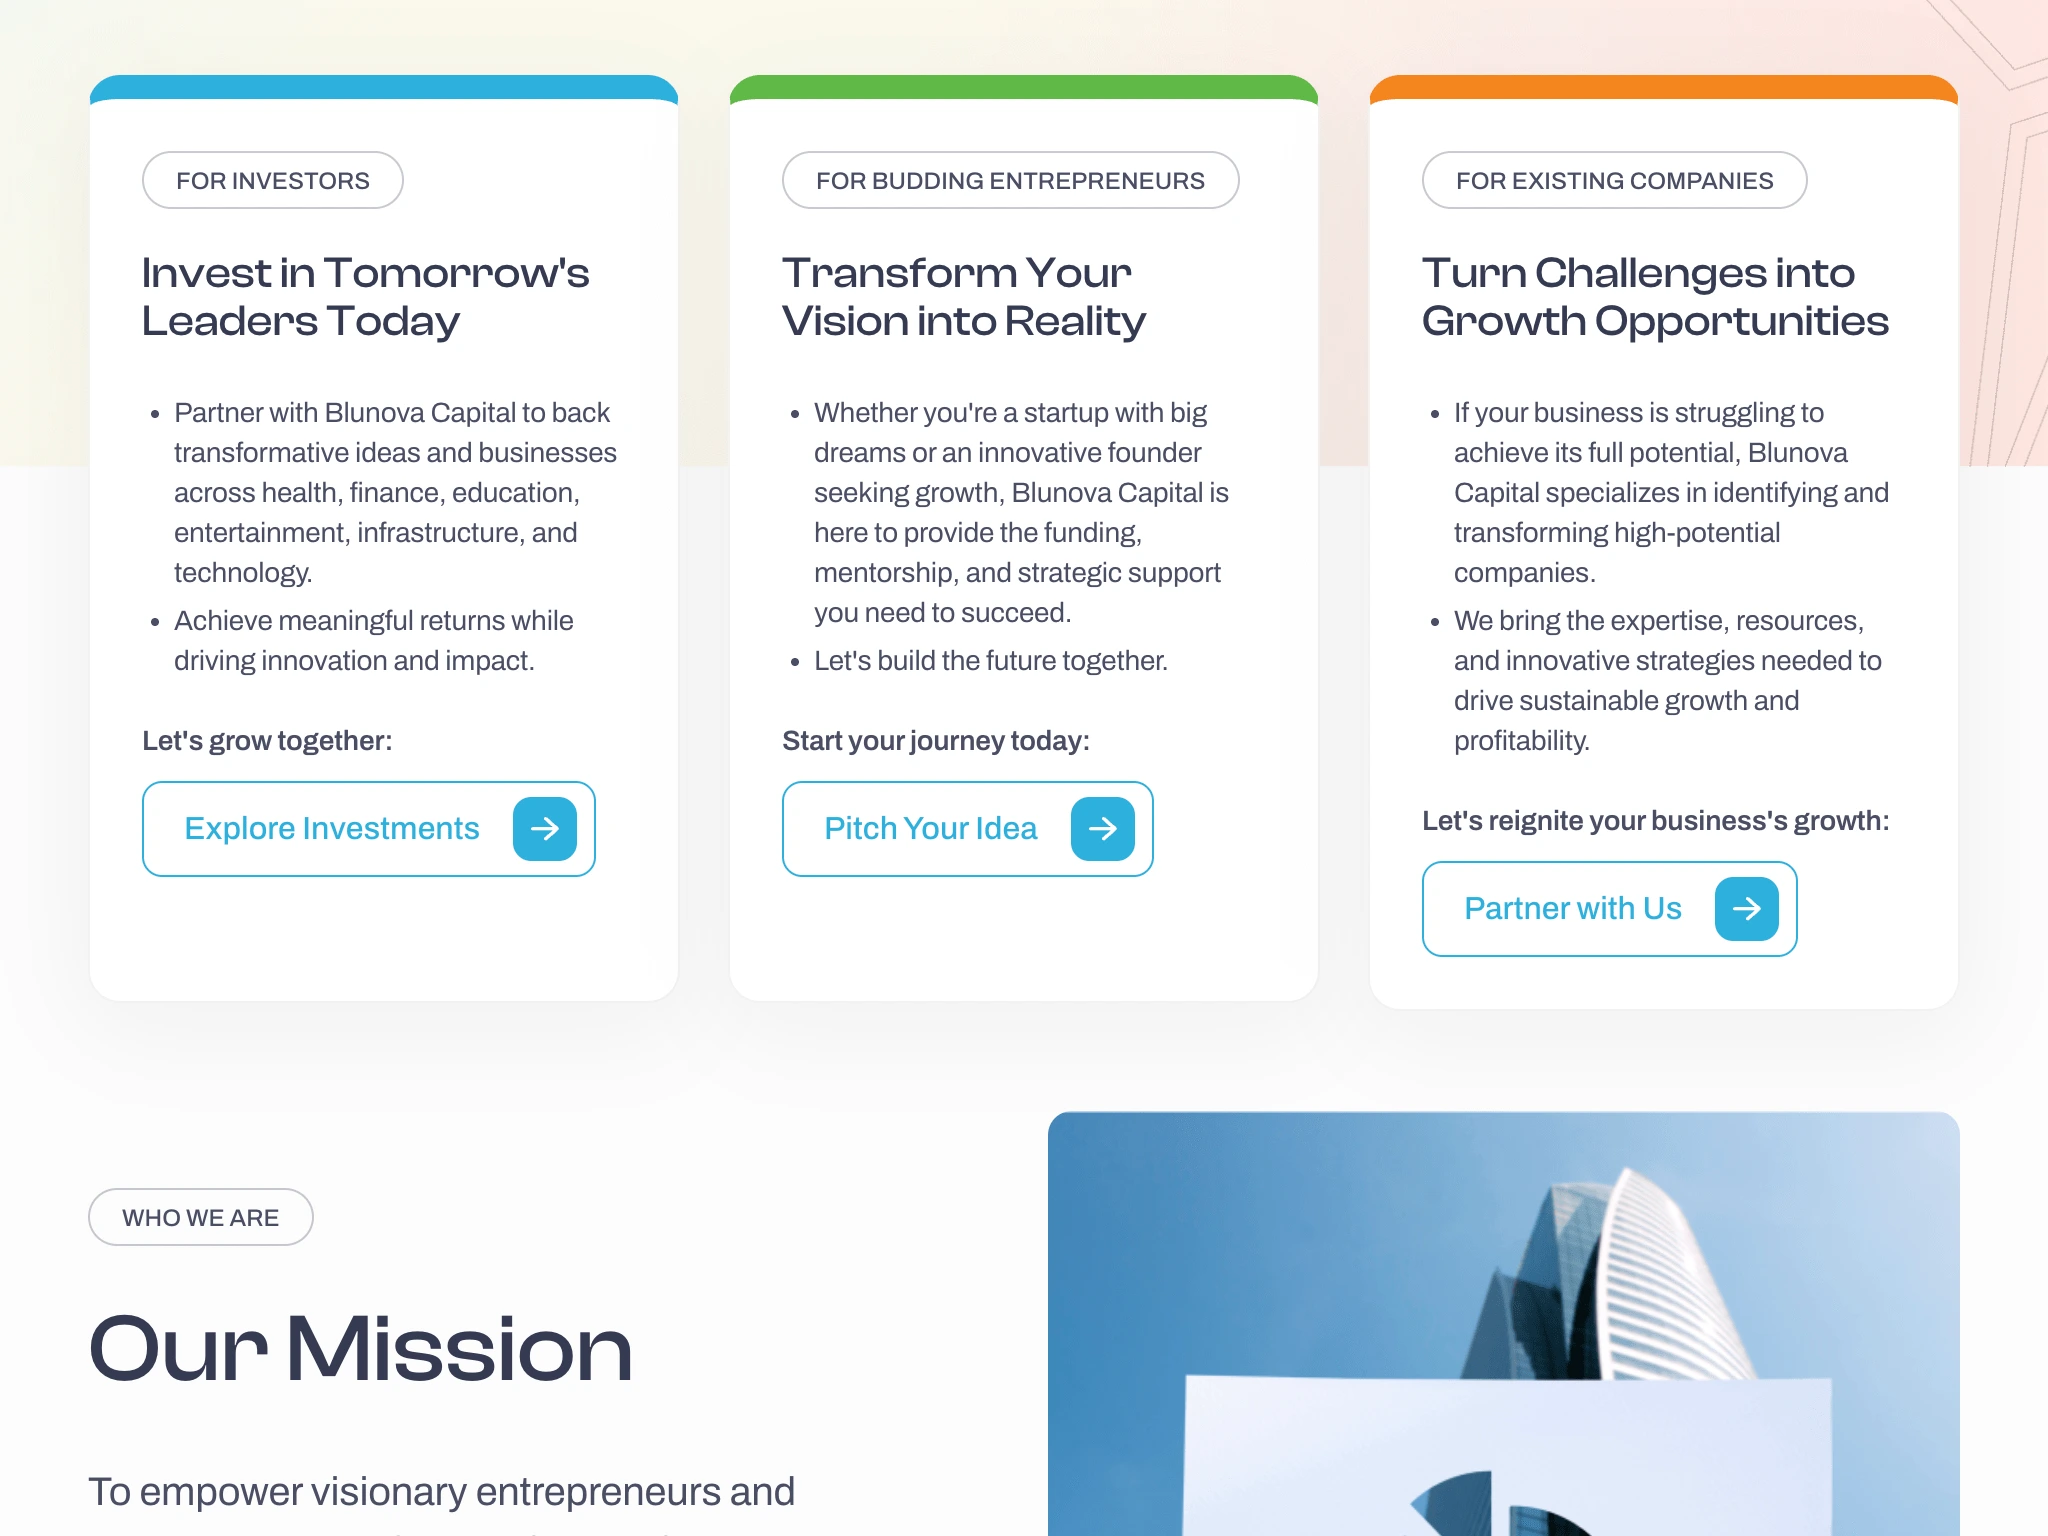 FOR INVESTORS
Invest in Tomorrow's
Leaders Today
• Partner with Blunova Capital to back
transformative ideas and businesses
across health, finance, education,
entertainment, infrastructure, and
technology.
• Achieve meaningful returns while
driving innovation and impact.
Let's grow together:
Explore Investments
FOR BUDDING ENTREPRENEURS
Transform Your
Vision into Reality
• Whether you're a startup with big
dreams or an innovative founder
seeking growth, Blunova Capital is
here to provide the funding,
mentorship, and strategic support
you need to succeed.
• Let's build the future together.
Start your journey today:
Pitch Your Idea
FOR EXISTING COMPANIES
Turn Challenges into
Growth Opportunities
• If your business is struggling to
achieve its full potential, Blunova
Capital specializes in identifying and
transforming high-potential
companies.
• We bring the expertise, resources,
and innovative strategies needed to
drive sustainable growth and
profitability.
Let's reignite your business's growth:
Partner with Us
WHO WE ARE
Our Mission
To empower visionary entrepreneurs and